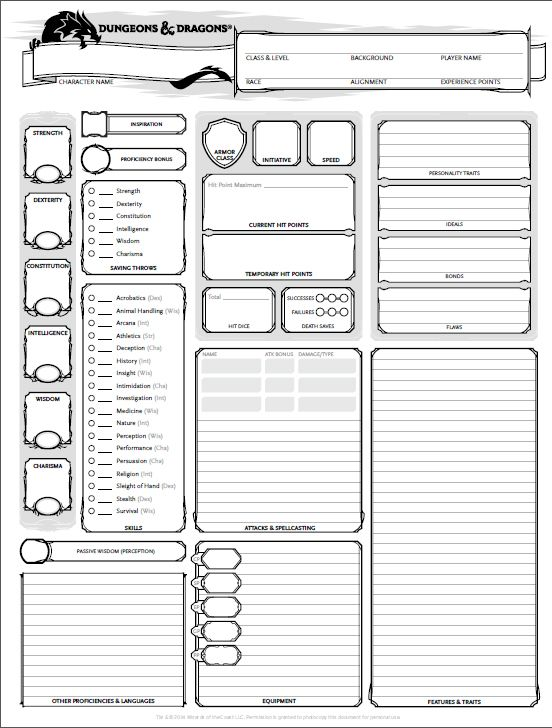 DUNGEONS & DRAGONS®
CHARACTER NAME
CLASS & LEVEL BACKGROUND PLAYER NAME
RACE ALIGNMENT EXPERIENCE POINTS
STRENGTH
DEXTERITY
CONSTITUTION
INTELLIGENCE
WISDOM
CHARISMA
INSPIRATION
PROFICIENCY BONUS
Strength
Dexterity
Constitution
Intelligence
Wisdom
Charisma
SAVING THROWS
Acrobatics (Dex)
Animal Handling (Wis)
Arcana (Int)
Athletics (Str)
Deception (Cha)
History (Int)
Insight (Wis)
Intimidation (Cha)
Investigation (Int)
Medicine (Wis)
Nature (Int)
Perception (Wis)
Performance (Cha)
Persuasion (Cha)
Religion (Int)
Sleight of Hand (Dex)
Stealth (Dex)
Survival (Wis)
SKILLS
PASSIVE WISDOM (PERCEPTION)
OTHER PROFICIENCIES & LANGUAGES
ARMOR
CLASS
INITIATIVE
SPEED
Hit Point Maximum
CURRENT HIT POINTS
TEMPORARY HIT POINTS
Total
HIT DICE
SUCCESSES
FAILURES
DEATH SAVES
NAME ATK BONUS DAMAGE/TYPE
ATTACKS & SPELLCASTING
EQUIPMENT
PERSONALITY TRAITS
IDEALS
BONDS
FLAWS
FEATURES & TRAITS
TM & © 2014 Wizards of the Coast LLC. Permission is granted to photocopy this document for personal use.